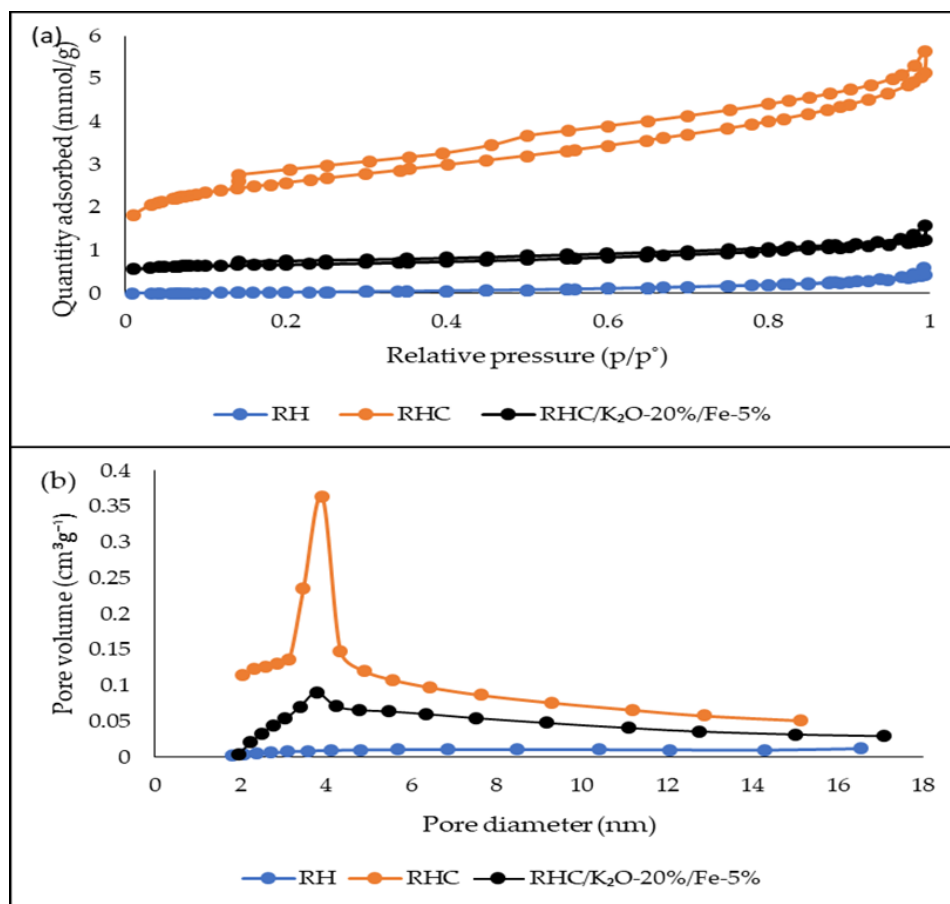 (a)
Quantity adsorbed (mmol/g)
6
5
4
3
2
1
0
0 0.2 0.4 0.6 0.8 1
Relative pressure (p/p°)
RH RHC RHC/K₂O-20%/Fe-5%
(b)
Pore volume (cm³g⁻¹)
0.4
0.35
0.3
0.25
0.2
0.15
0.1
0.05
0
0 2 4 6 8 10 12 14 16 18
Pore diameter (nm)
RH RHC RHC/K₂O-20%/Fe-5%